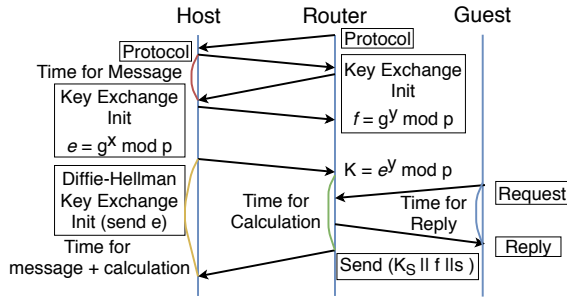 Host
Router
Guest
Protocol
Protocol
Time for Message
Key Exchange
Init
e = g^x mod p
Key Exchange
Init
f = g^y mod p
Diffie-Hellman
Key Exchange
Init (send e)
K = e^y mod p
Time for
Calculation
Time for
Reply
Request
Reply
Time for
message + calculation
Send (K_S || f ||s )